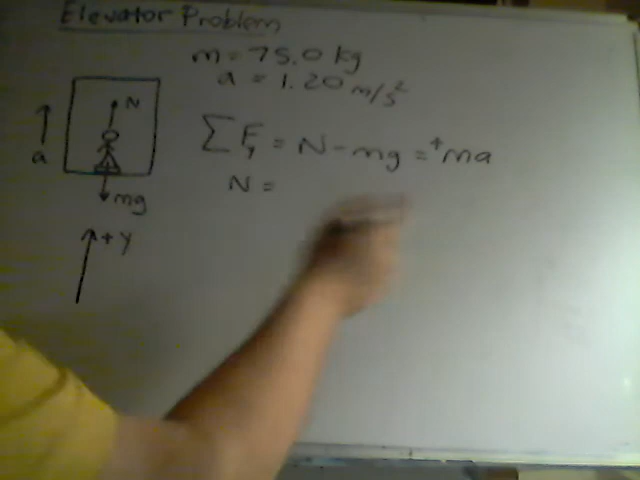 Elevator Problem
m = 75.0 kg
a = 1.20 m/s²
N
a
mg
+y
ΣFy = N - mg = +ma
N =